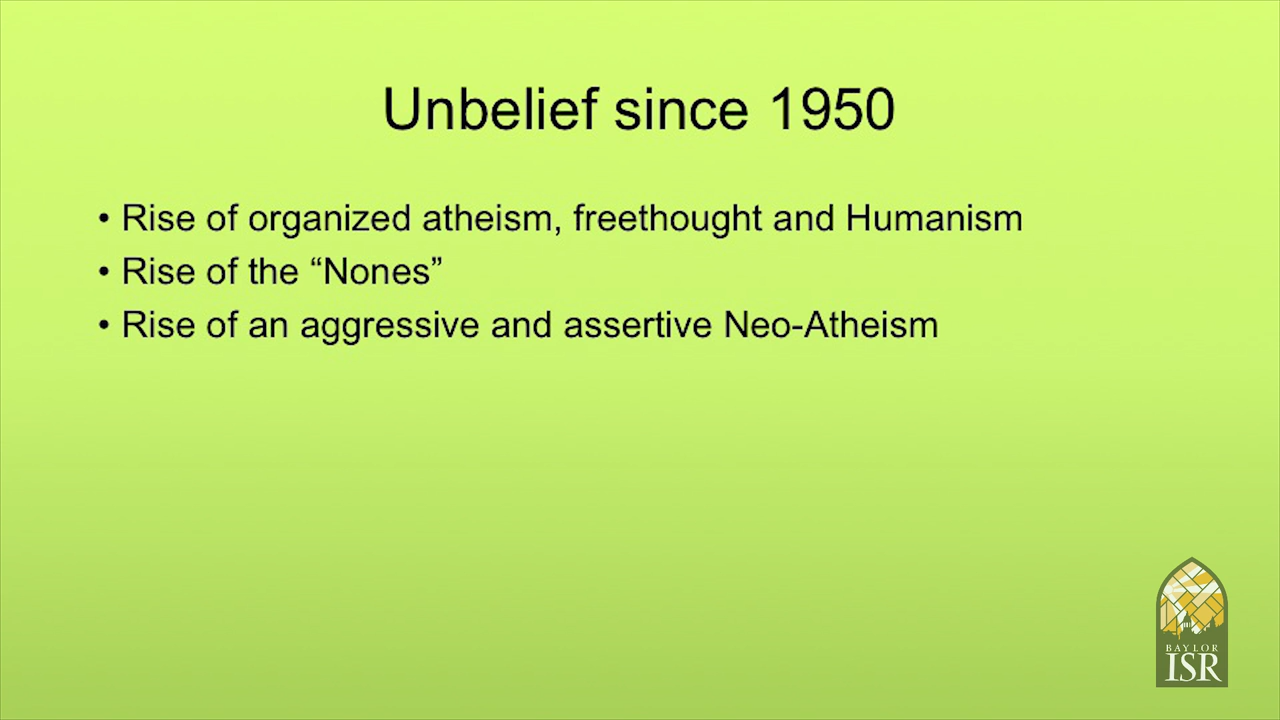 Unbelief since 1950
• Rise of organized atheism, freethought and Humanism
• Rise of the “Nones”
• Rise of an aggressive and assertive Neo-Atheism
BAYLOR
ISR